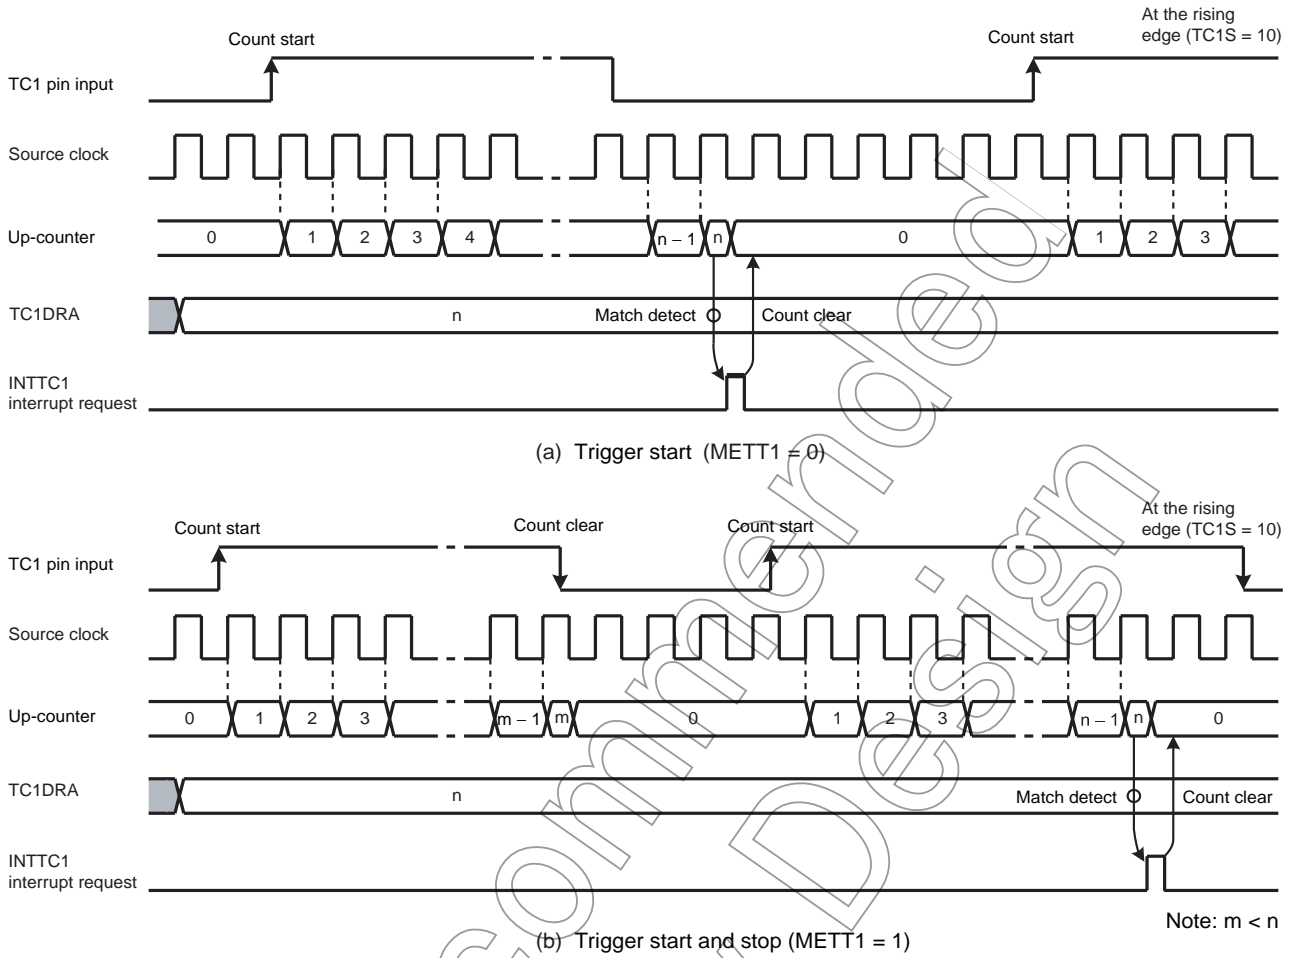 At the rising
edge (TC1S = 10)
Count start
Count start
TC1 pin input
Source clock
Up-counter
0 1 2 3 4 n – 1 n 0 1 2 3
TC1DRA
n
Match detect
Count clear
INTTC1
interrupt request
(a) Trigger start (METT1 = 0)
At the rising
edge (TC1S = 10)
Count start
Count clear
Count start
TC1 pin input
Source clock
Up-counter
0 1 2 3 m – 1 m 0 1 2 3 n – 1 n 0
TC1DRA
n
Match detect
Count clear
INTTC1
interrupt request
Note: m < n
(b) Trigger start and stop (METT1 = 1)
ommended
Design